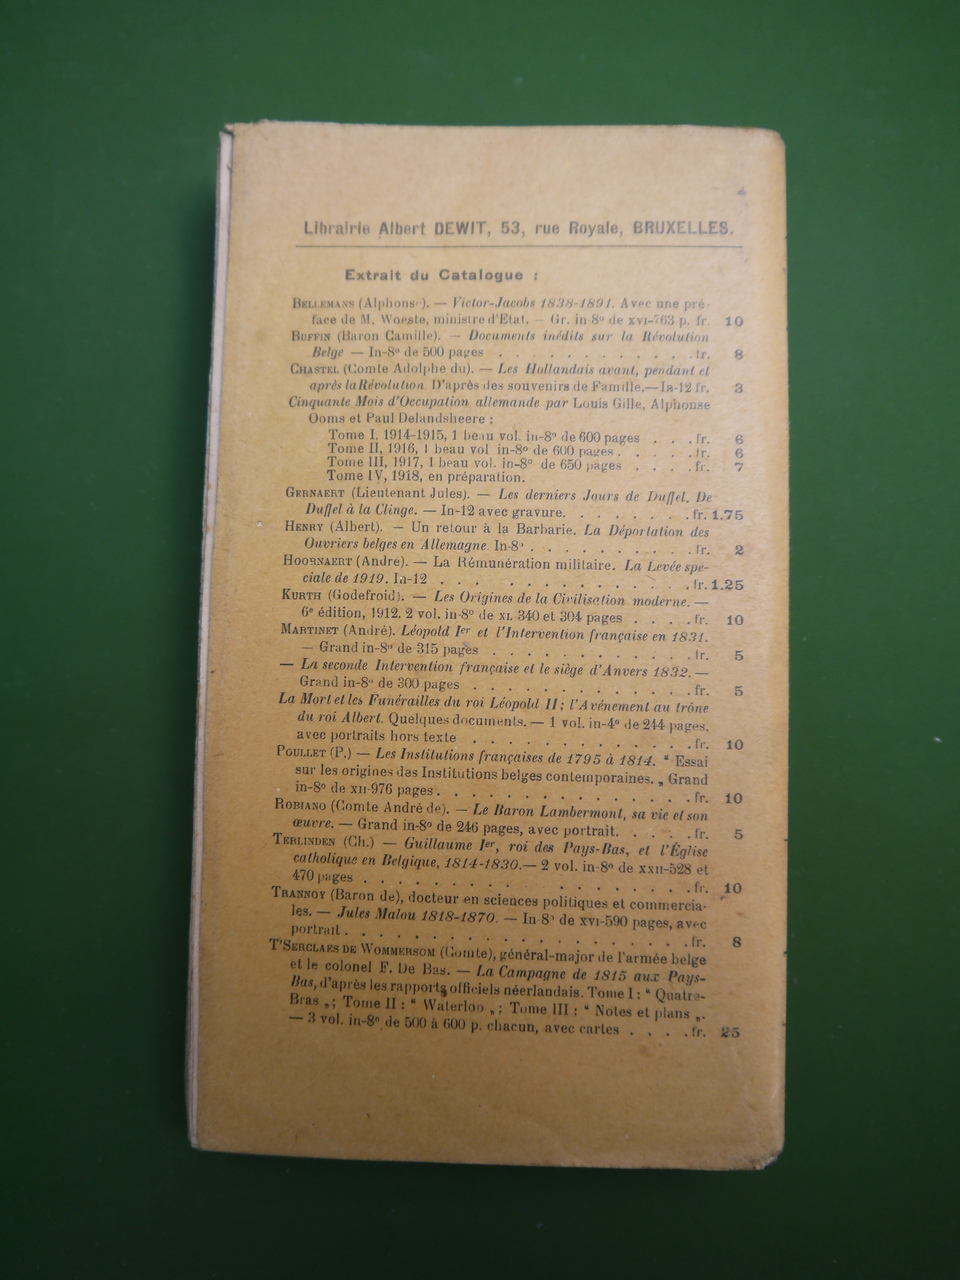 Librairie Albert DEWIT, 53, rue Royale, BRUXELLES.
Extrait du Catalogue :
BELLEMANS (Alphonse). — Victor-Jacobs 1838-1891. Avec une pré-
face de M. Woeste, ministre d'Etat. — Gr. in-8° de XVI-763 p. fr. 10
BUFFIN (Baron Camille). — Documents inédits sur la Révolution
Belge — In-8° de 500 pages . . . . . . . . . . . fr. 8
CHASTEL (Comte Adolphe du). — Les Hollandais avant, pendant et
après la Révolution. D'après des souvenirs de Famille.—In-12 fr. 3
Cinquante Mois d'Occupation allemande par Louis Gille, Alphonse
Ooms et Paul Delandsheere :
Tome I, 1914-1915, 1 beau vol. in-8° de 600 pages . . . fr. 6
Tome II, 1916, 1 beau vol in-8° de 600 pages . . . . . fr. 6
Tome III, 1917, 1 beau vol. in-8° de 650 pages . . . . fr. 7
Tome IV, 1918, en préparation.
GERNAERT (Lieutenant Jules). — Les derniers Jours de Duffel. De
Duffel à la Clinge. — In-12 avec gravure. . . . . . . . fr. 1.75
HENRY (Albert). — Un retour à la Barbarie. La Déportation des
Ouvriers belges en Allemagne. In-8° . . . . . . . . . . fr. 2
HOORNAERT (André). — La Rémunération militaire. La Levée spé-
ciale de 1919. In-12 . . . . . . . . . . . . . . fr. 1.25
KURTH (Godefroid). — Les Origines de la Civilisation moderne. —
6e édition, 1912. 2 vol. in-8° de XL 340 et 304 pages . . . . fr. 10
MARTINET (André). Léopold Ier et l'Intervention française en 1831.
— Grand in-8° de 315 pages . . . . . . . . . . . . fr. 5
— La seconde Intervention française et le siège d'Anvers 1832. —
Grand in-8° de 300 pages . . . . . . . . . . . . . fr. 5
La Mort et les Funérailles du roi Léopold II ; l'Avénement au trône
du roi Albert. Quelques documents. — 1 vol. in-4° de 244 pages,
avec portraits hors texte . . . . . . . . . . . . . fr. 10
POULLET (P.) — Les Institutions françaises de 1795 à 1814. “ Essai
sur les origines des Institutions belges contemporaines. „ Grand
in-8° de XII-976 pages . . . . . . . . . . . . . . . fr. 10
ROBIANO (Comte André de). — Le Baron Lambermont, sa vie et son
œuvre. — Grand in-8° de 246 pages, avec portrait. . . . . fr. 5
TERLINDEN (Ch.) — Guillaume Ier, roi des Pays-Bas, et l'Église
catholique en Belgique, 1814-1830.— 2 vol. in-8° de XXII-528 et
470 pages . . . . . . . . . . . . . . . . . . . fr. 10
TRANNOY (Baron de), docteur en sciences politiques et commercia-
les. — Jules Malou 1818-1870. — In 8° de XVI-590 pages, avec
portrait . . . . . . . . . . . . . . . . . . . . fr. 8
T'SERCLAES DE WOMMERSOM (Comte), général-major de l'armée belge
et le colonel F. De Bas. — La Campagne de 1815 aux Pays-
Bas, d'après les rapports officiels néerlandais. Tome I : “ Quatre-
Bras „; Tome II : “ Waterloo „; Tome III : “ Notes et plans „.
— 3 vol. in-8° de 500 à 600 p. chacun, avec cartes . . . . fr. 25